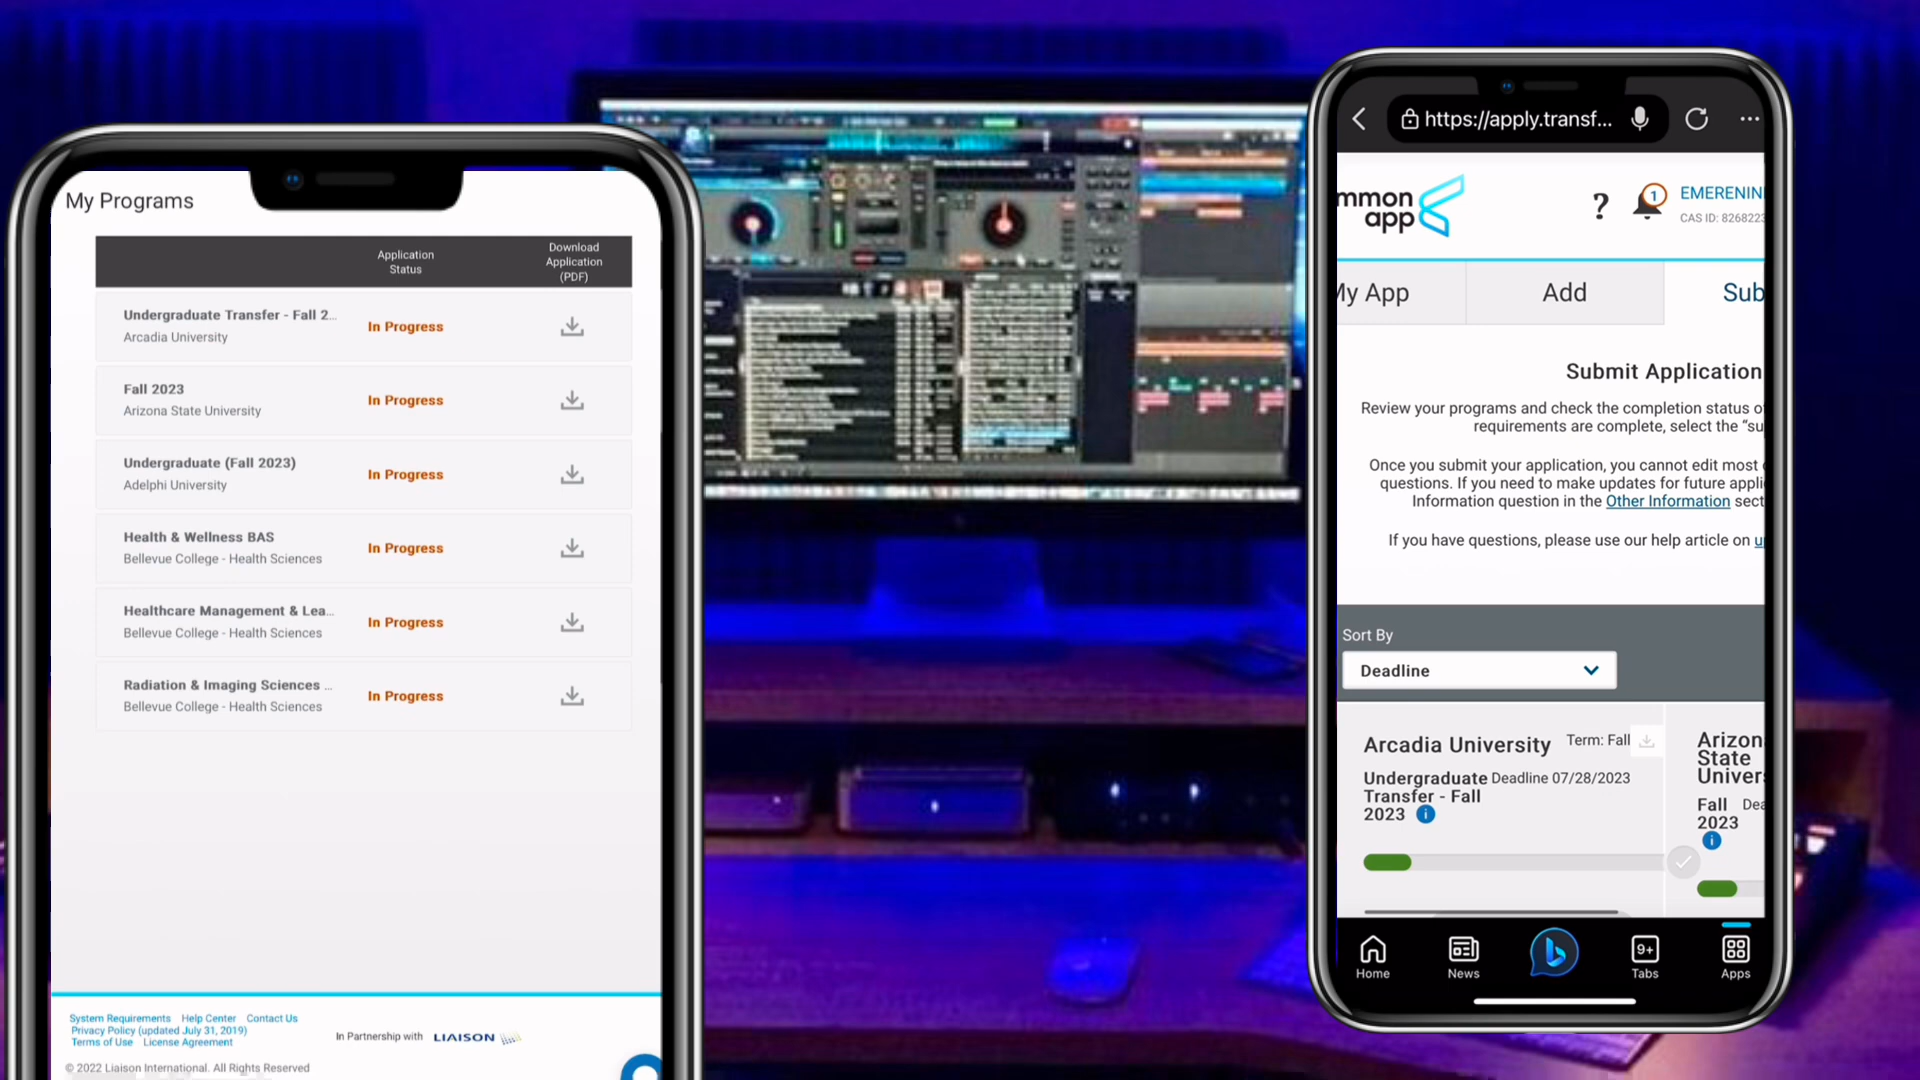 My Programs
Application
Status
Download
Application
(PDF)
Undergraduate Transfer - Fall 2...
Arcadia University
In Progress
Fall 2023
Arizona State University
In Progress
Undergraduate (Fall 2023)
Adelphi University
In Progress
Health & Wellness BAS
Bellevue College - Health Sciences
In Progress
Healthcare Management & Lea...
Bellevue College - Health Sciences
In Progress
Radiation & Imaging Sciences ...
Bellevue College - Health Sciences
In Progress
System Requirements Help Center Contact Us
Privacy Policy (updated July 31, 2019)
Terms of Use License Agreement
In Partnership with LIAISON
© 2022 Liaison International. All Rights Reserved
https://apply.transf...
mmon
app
?
1
EMERENIN
CAS ID: 8268223
My App
Add
Sub
Submit Application
Review your programs and check the completion status of
requirements are complete, select the “su
Once you submit your application, you cannot edit most
questions. If you need to make updates for future appli
Information question in the Other Information sect
If you have questions, please use our help article on u
Sort By
Deadline
Arcadia University
Term: Fall
Undergraduate
Transfer - Fall
2023
Deadline 07/28/2023
Arizon
State
Univers
Fall
2023
Dea
Home
News
9+
Tabs
Apps